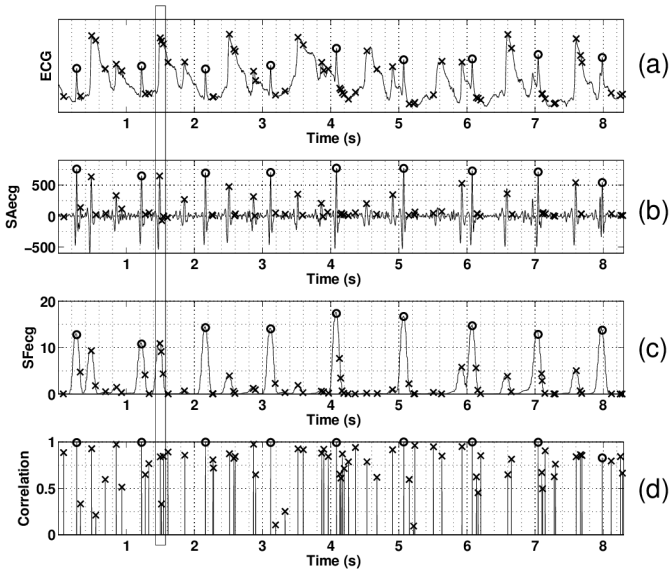 ECG
1 2 3 4 5 6 7 8
Time (s)
(a)
500
0
−500
SAecg
1 2 3 4 5 6 7 8
Time (s)
(b)
20
10
0
SFecg
1 2 3 4 5 6 7 8
Time (s)
(c)
1
0.5
0
Correlation
1 2 3 4 5 6 7 8
Time (s)
(d)